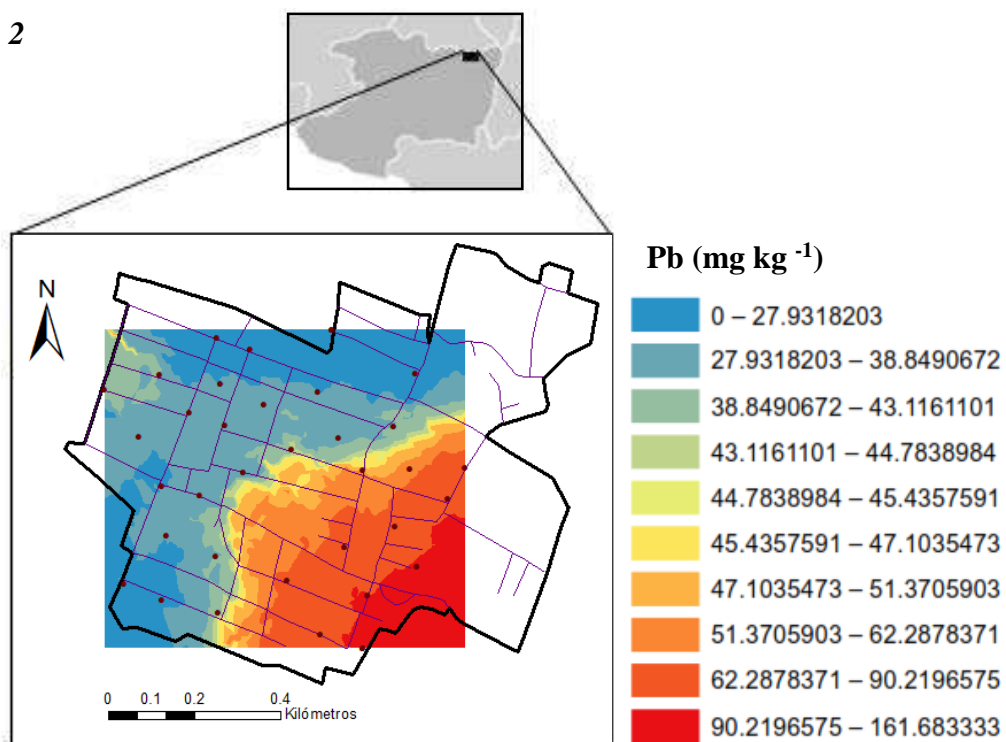 2
N
Pb (mg kg -1)
0 – 27.9318203
27.9318203 – 38.8490672
38.8490672 – 43.1161101
43.1161101 – 44.7838984
44.7838984 – 45.4357591
45.4357591 – 47.1035473
47.1035473 – 51.3705903
51.3705903 – 62.2878371
62.2878371 – 90.2196575
90.2196575 – 161.683333
0 0.1 0.2 0.4
Kilómetros